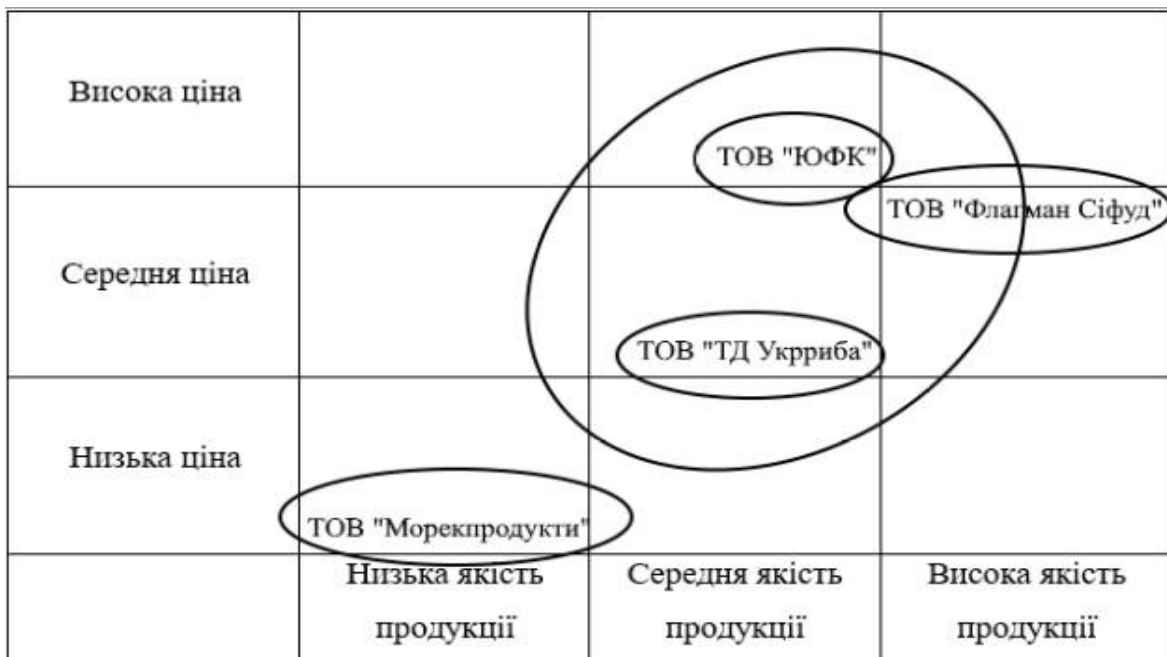 Висока ціна
ТОВ "ЮФК"
ТОВ "Флагман Сіфуд"
Середня ціна
ТОВ "ТД Укрриба"
Низька ціна
ТОВ "Морекпродукти"
Низька якість
продукції
Середня якість
продукції
Висока якість
продукції